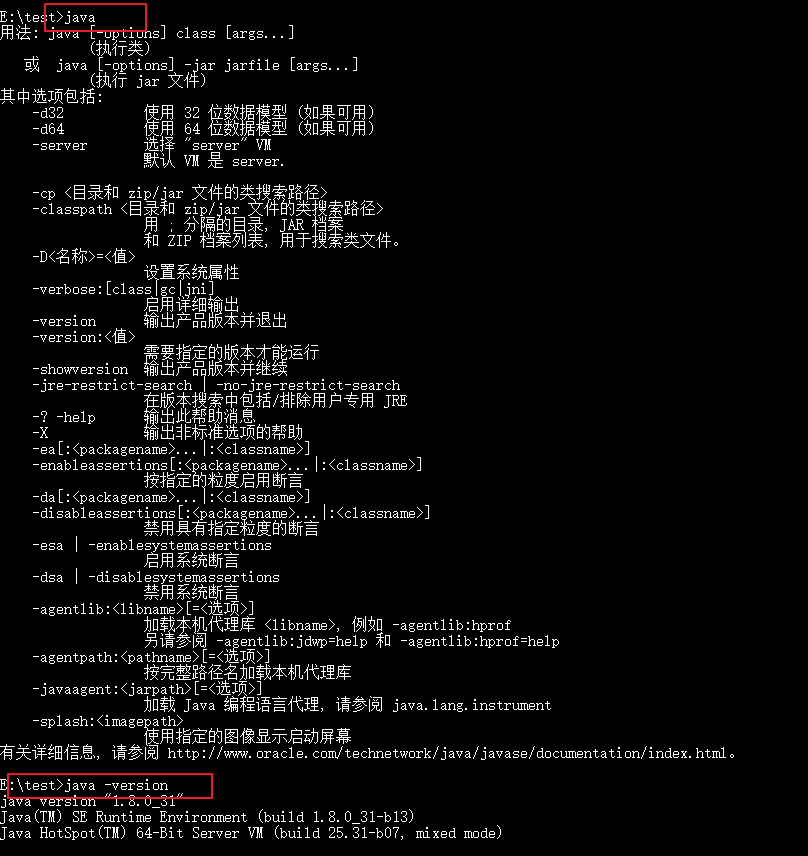 E:\test>java
用法: java [-options] class [args...]
(执行类)
或  java [-options] -jar jarfile [args...]
(执行 jar 文件)
其中选项包括:
-d32 使用 32 位数据模型 (如果可用)
-d64 使用 64 位数据模型 (如果可用)
-server 选择 "server" VM
默认 VM 是 server.
-cp <目录和 zip/jar 文件的类搜索路径>
-classpath <目录和 zip/jar 文件的类搜索路径>
用 ; 分隔的目录, JAR 档案
和 ZIP 档案列表, 用于搜索类文件。
-D<名称>=<值>
设置系统属性
-verbose:[class|gc|jni]
启用详细输出
-version 输出产品版本并退出
-version:<值>
需要指定的版本才能运行
-showversion 输出产品版本并继续
-jre-restrict-search | -no-jre-restrict-search
在版本搜索中包括/排除用户专用 JRE
-? -help 输出此帮助消息
-X 输出非标准选项的帮助
-ea[:<packagename>...|:<classname>]
-enableassertions[:<packagename>...|:<classname>]
按指定的粒度启用断言
-da[:<packagename>...|:<classname>]
-disableassertions[:<packagename>...|:<classname>]
禁用具有指定粒度的断言
-esa | -enablesystemassertions
启用系统断言
-dsa | -disablesystemassertions
禁用系统断言
-agentlib:<libname>[=<选项>]
加载本机代理库 <libname>, 例如 -agentlib:hprof
另请参阅 -agentlib:jdwp=help 和 -agentlib:hprof=help
-agentpath:<pathname>[=<选项>]
按完整路径名加载本机代理库
-javaagent:<jarpath>[=<选项>]
加载 Java 编程语言代理, 请参阅 java.lang.instrument
-splash:<imagepath>
使用指定的图像显示启动屏幕
有关详细信息, 请参阅 http://www.oracle.com/technetwork/java/javase/documentation/index.html。
E:\test>java -version
java version "1.8.0_31"
Java(TM) SE Runtime Environment (build 1.8.0_31-b13)
Java HotSpot(TM) 64-Bit Server VM (build 25.31-b07, mixed mode)